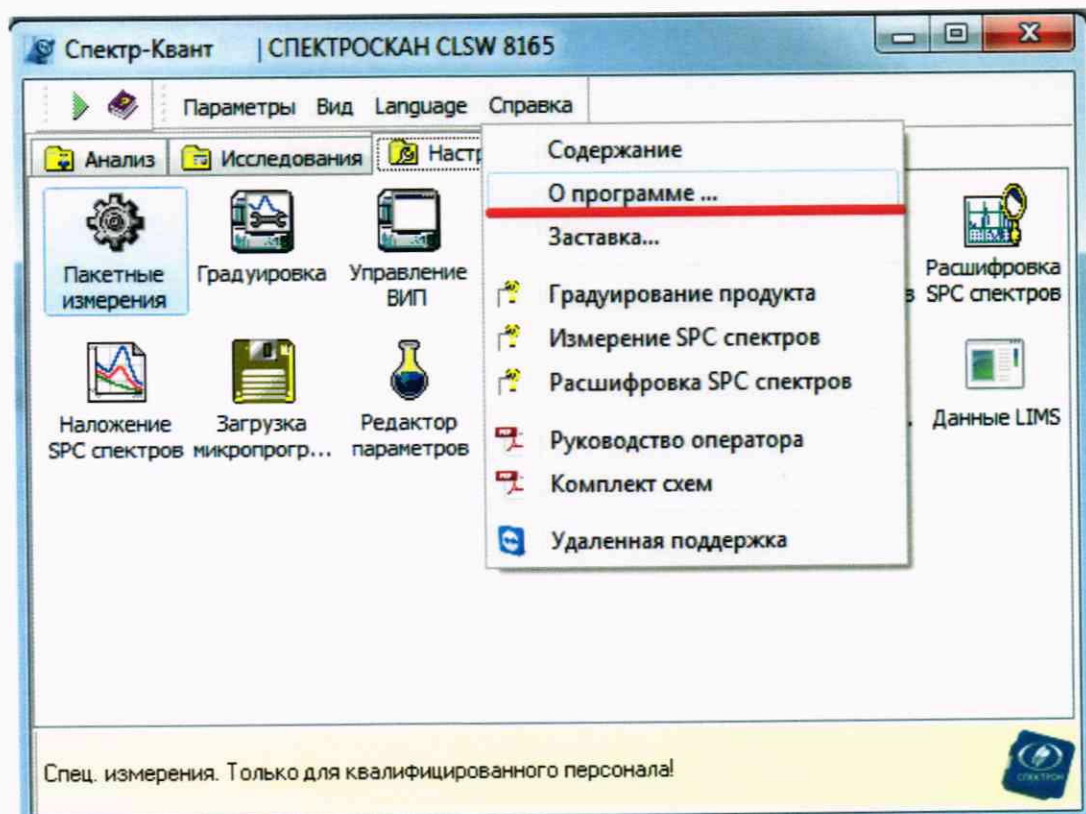 Спектр-Квант | СПЕКТРОСКАН CLSW 8165
Параметры Вид Language Справка
Анализ Исследования Настр
Содержание
О программе ...
Заставка...
Градуирование продукта
Измерение SPC спектров
Расшифровка SPC спектров
Руководство оператора
Комплект схем
Удаленная поддержка
Пакетные
измерения
Градуировка
Управление
ВИП
в
Расшифровка
SPC спектров
Наложение
SPC спектров
Загрузка
микропрогр...
Редактор
параметров
.
Данные LIMS
Спец. измерения. Только для квалифицированного персонала!
СПЕКТРОН